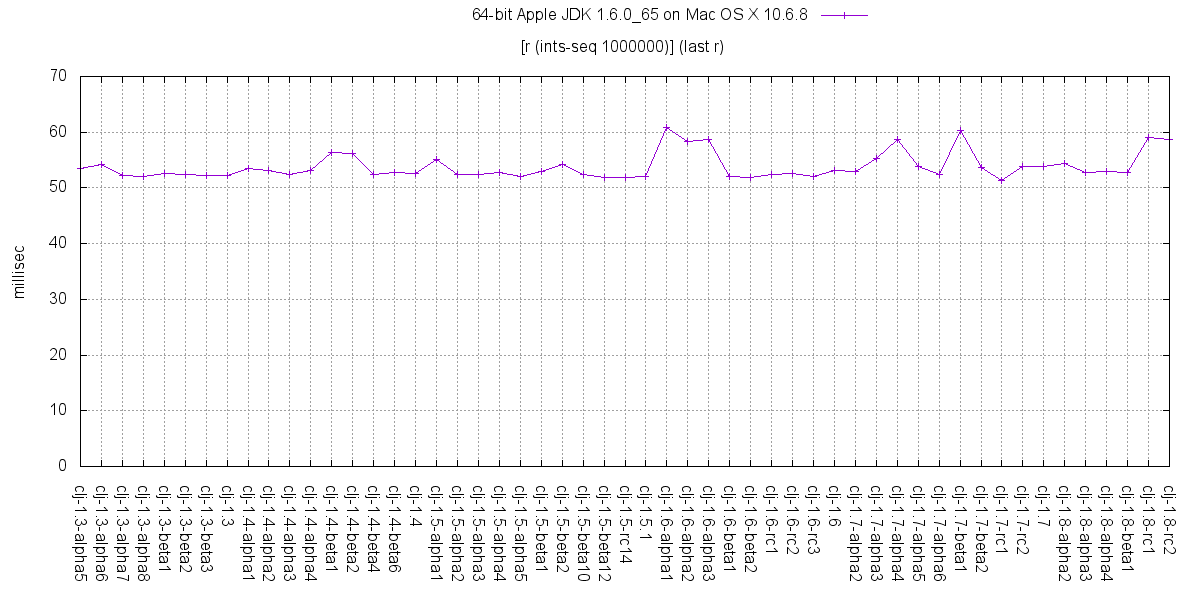 64-bit Apple JDK 1.6.0_65 on Mac OS X 10.6.8
[r (ints-seq 1000000)] (last r)
70
60
50
40
30
20
10
0
millisec
clj-1.3-alpha5
clj-1.3-alpha6
clj-1.3-alpha7
clj-1.3-alpha8
clj-1.3-beta1
clj-1.3-beta2
clj-1.3-beta3
clj-1.3
clj-1.4-alpha1
clj-1.4-alpha2
clj-1.4-alpha3
clj-1.4-alpha4
clj-1.4-beta1
clj-1.4-beta2
clj-1.4-beta4
clj-1.4-beta6
clj-1.4
clj-1.5-alpha1
clj-1.5-alpha2
clj-1.5-alpha3
clj-1.5-alpha4
clj-1.5-alpha5
clj-1.5-beta1
clj-1.5-beta2
clj-1.5-beta10
clj-1.5-beta12
clj-1.5-rc14
clj-1.5.1
clj-1.6-alpha1
clj-1.6-alpha2
clj-1.6-alpha3
clj-1.6-beta1
clj-1.6-beta2
clj-1.6-rc1
clj-1.6-rc2
clj-1.6-rc3
clj-1.6
clj-1.7-alpha2
clj-1.7-alpha3
clj-1.7-alpha4
clj-1.7-alpha5
clj-1.7-alpha6
clj-1.7-beta1
clj-1.7-beta2
clj-1.7-rc1
clj-1.7-rc2
clj-1.7
clj-1.8-alpha2
clj-1.8-alpha3
clj-1.8-alpha4
clj-1.8-beta1
clj-1.8-rc1
clj-1.8-rc2